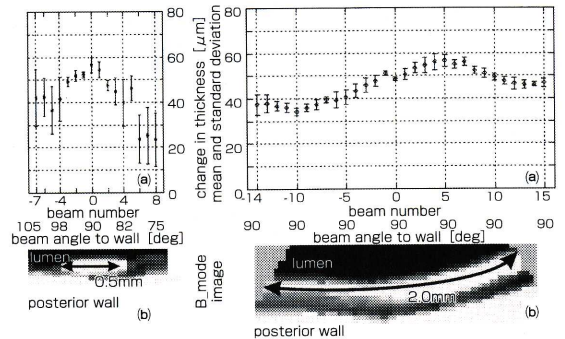 80
60
40
20
0
(a)
-7 -4 0 4 8
beam number
105 98 90 82 75
beam angle to wall [deg]
lumen
0.5mm
posterior wall
(b)
change in thickness [μm]
mean and standard deviation
80
60
40
20
0
(a)
-14 -10 -5 0 5 10 15
beam number
90 90 90 90 90 90 90
beam angle to wall [deg]
B_mode
image
lumen
2.0mm
(b)
posterior wall